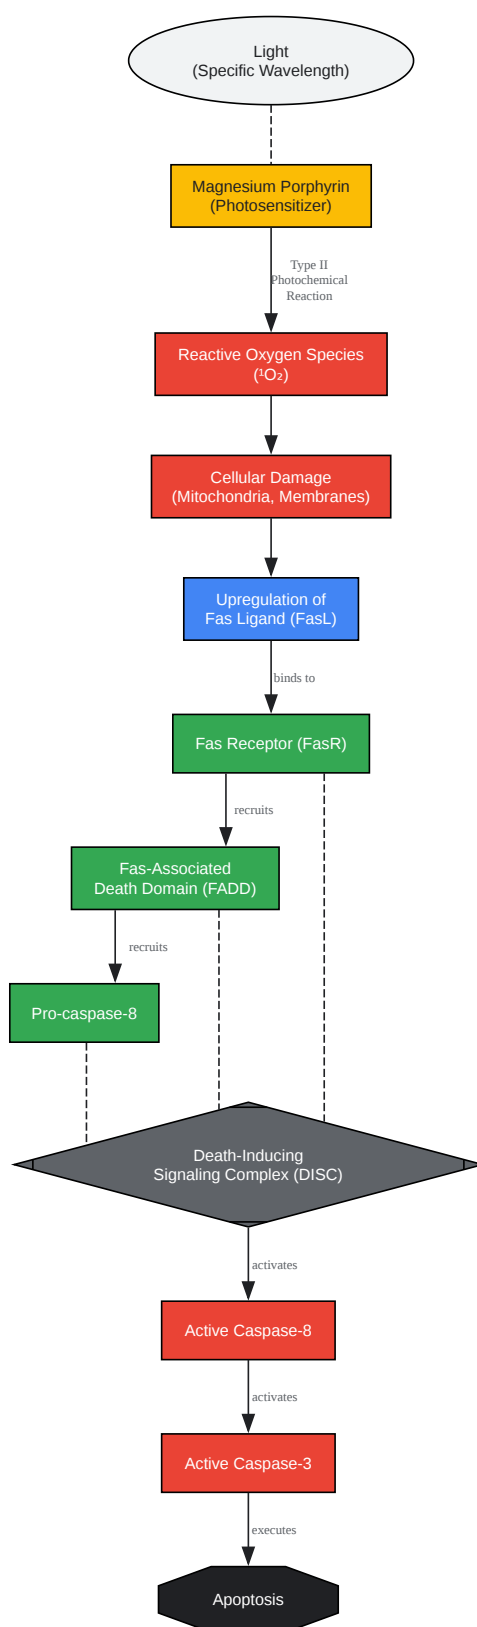 Light
(Specific Wavelength)
Magnesium Porphyrin
(Photosensitizer)
Type II
Photochemical
Reaction
Reactive Oxygen Species
(¹O₂)
Cellular Damage
(Mitochondria, Membranes)
Upregulation of
Fas Ligand (FasL)
binds to
Fas Receptor (FasR)
recruits
Fas-Associated
Death Domain (FADD)
recruits
Pro-caspase-8
Death-Inducing
Signaling Complex (DISC)
activates
Active Caspase-8
activates
Active Caspase-3
executes
Apoptosis